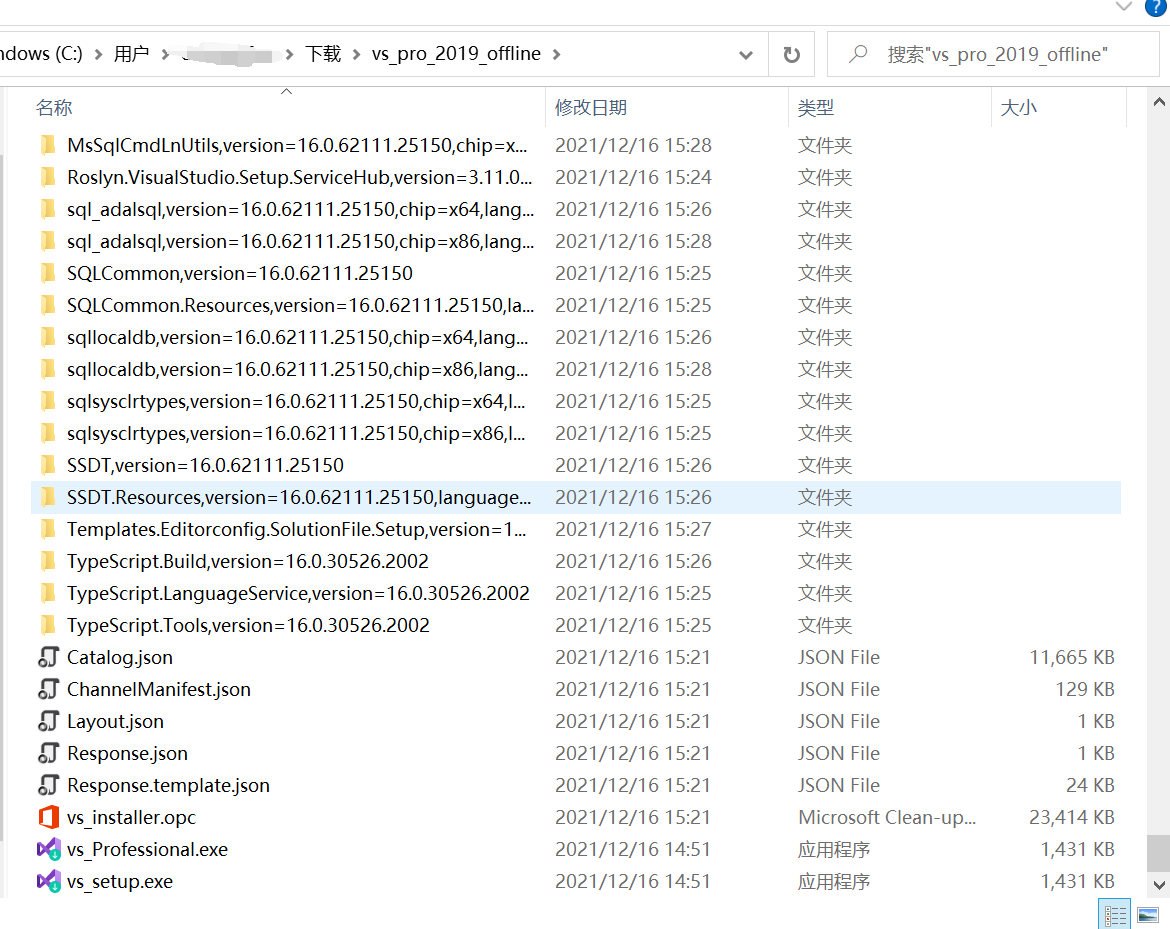 ndows (C:) › 用户 › › 下载 › vs_pro_2019_offline › 搜索"vs_pro_2019_offline"
名称 修改日期 类型 大小
MsSqlCmdLnUtils,version=16.0.62111.25150,chip=x... 2021/12/16 15:28 文件夹
Roslyn.VisualStudio.Setup.ServiceHub,version=3.11.0... 2021/12/16 15:24 文件夹
sql_adalsql,version=16.0.62111.25150,chip=x64,lang... 2021/12/16 15:26 文件夹
sql_adalsql,version=16.0.62111.25150,chip=x86,lang... 2021/12/16 15:28 文件夹
SQLCommon,version=16.0.62111.25150 2021/12/16 15:25 文件夹
SQLCommon.Resources,version=16.0.62111.25150,la... 2021/12/16 15:25 文件夹
sqllocaldb,version=16.0.62111.25150,chip=x64,lang... 2021/12/16 15:26 文件夹
sqllocaldb,version=16.0.62111.25150,chip=x86,lang... 2021/12/16 15:28 文件夹
sqlsysclrtypes,version=16.0.62111.25150,chip=x64,l... 2021/12/16 15:25 文件夹
sqlsysclrtypes,version=16.0.62111.25150,chip=x86,l... 2021/12/16 15:25 文件夹
SSDT,version=16.0.62111.25150 2021/12/16 15:26 文件夹
SSDT.Resources,version=16.0.62111.25150,language... 2021/12/16 15:26 文件夹
Templates.Editorconfig.SolutionFile.Setup,version=1... 2021/12/16 15:27 文件夹
TypeScript.Build,version=16.0.30526.2002 2021/12/16 15:26 文件夹
TypeScript.LanguageService,version=16.0.30526.2002 2021/12/16 15:25 文件夹
TypeScript.Tools,version=16.0.30526.2002 2021/12/16 15:25 文件夹
Catalog.json 2021/12/16 15:21 JSON File 11,665 KB
ChannelManifest.json 2021/12/16 15:21 JSON File 129 KB
Layout.json 2021/12/16 15:21 JSON File 1 KB
Response.json 2021/12/16 15:21 JSON File 1 KB
Response.template.json 2021/12/16 15:21 JSON File 24 KB
vs_installer.opc 2021/12/16 15:21 Microsoft Clean-up... 23,414 KB
vs_Professional.exe 2021/12/16 14:51 应用程序 1,431 KB
vs_setup.exe 2021/12/16 14:51 应用程序 1,431 KB